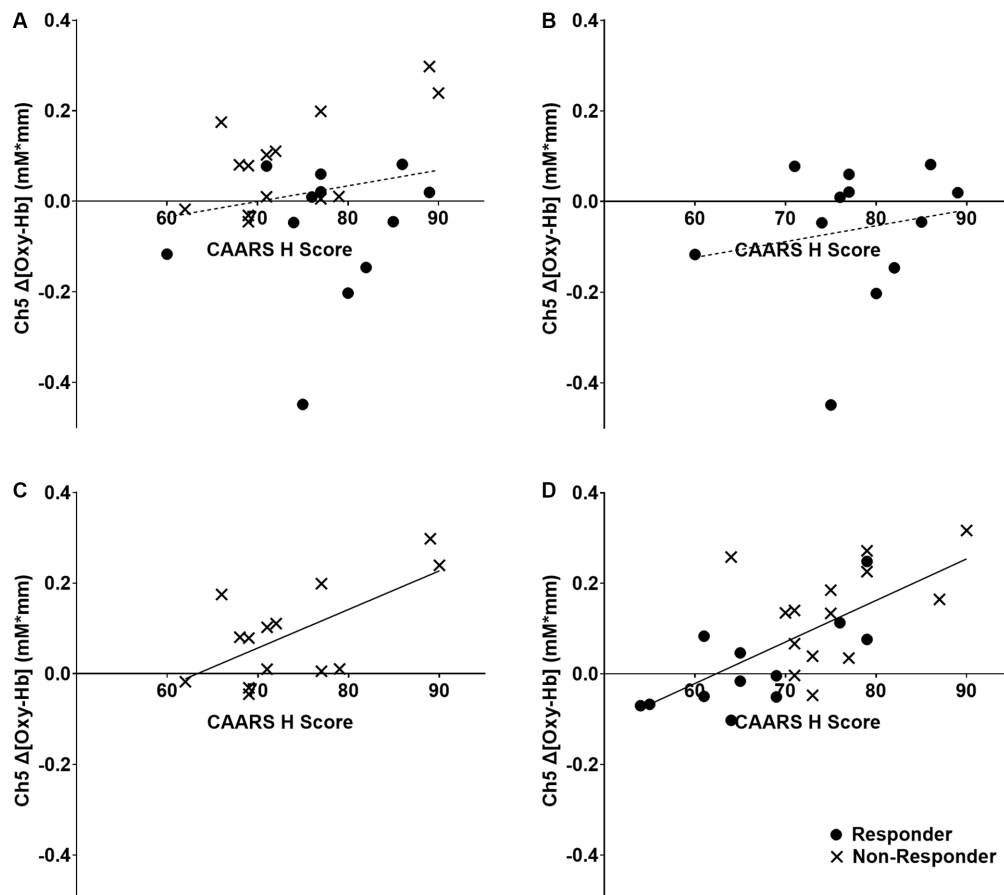 A
B
0.4
0.4
0.2
0.2
0.0
0.0
60
70
80
90
60
70
80
90
-0.2
-0.2
-0.4
-0.4
CAARS H Score
CAARS H Score
Ch5 Δ[Oxy-Hb] (mM*mm)
Ch5 Δ[Oxy-Hb] (mM*mm)
C
D
0.4
0.4
0.2
0.2
0.0
0.0
60
70
80
90
60
70
80
90
-0.2
-0.2
-0.4
-0.4
CAARS H Score
CAARS H Score
Ch5 Δ[Oxy-Hb] (mM*mm)
Ch5 Δ[Oxy-Hb] (mM*mm)
Responder
Non-Responder